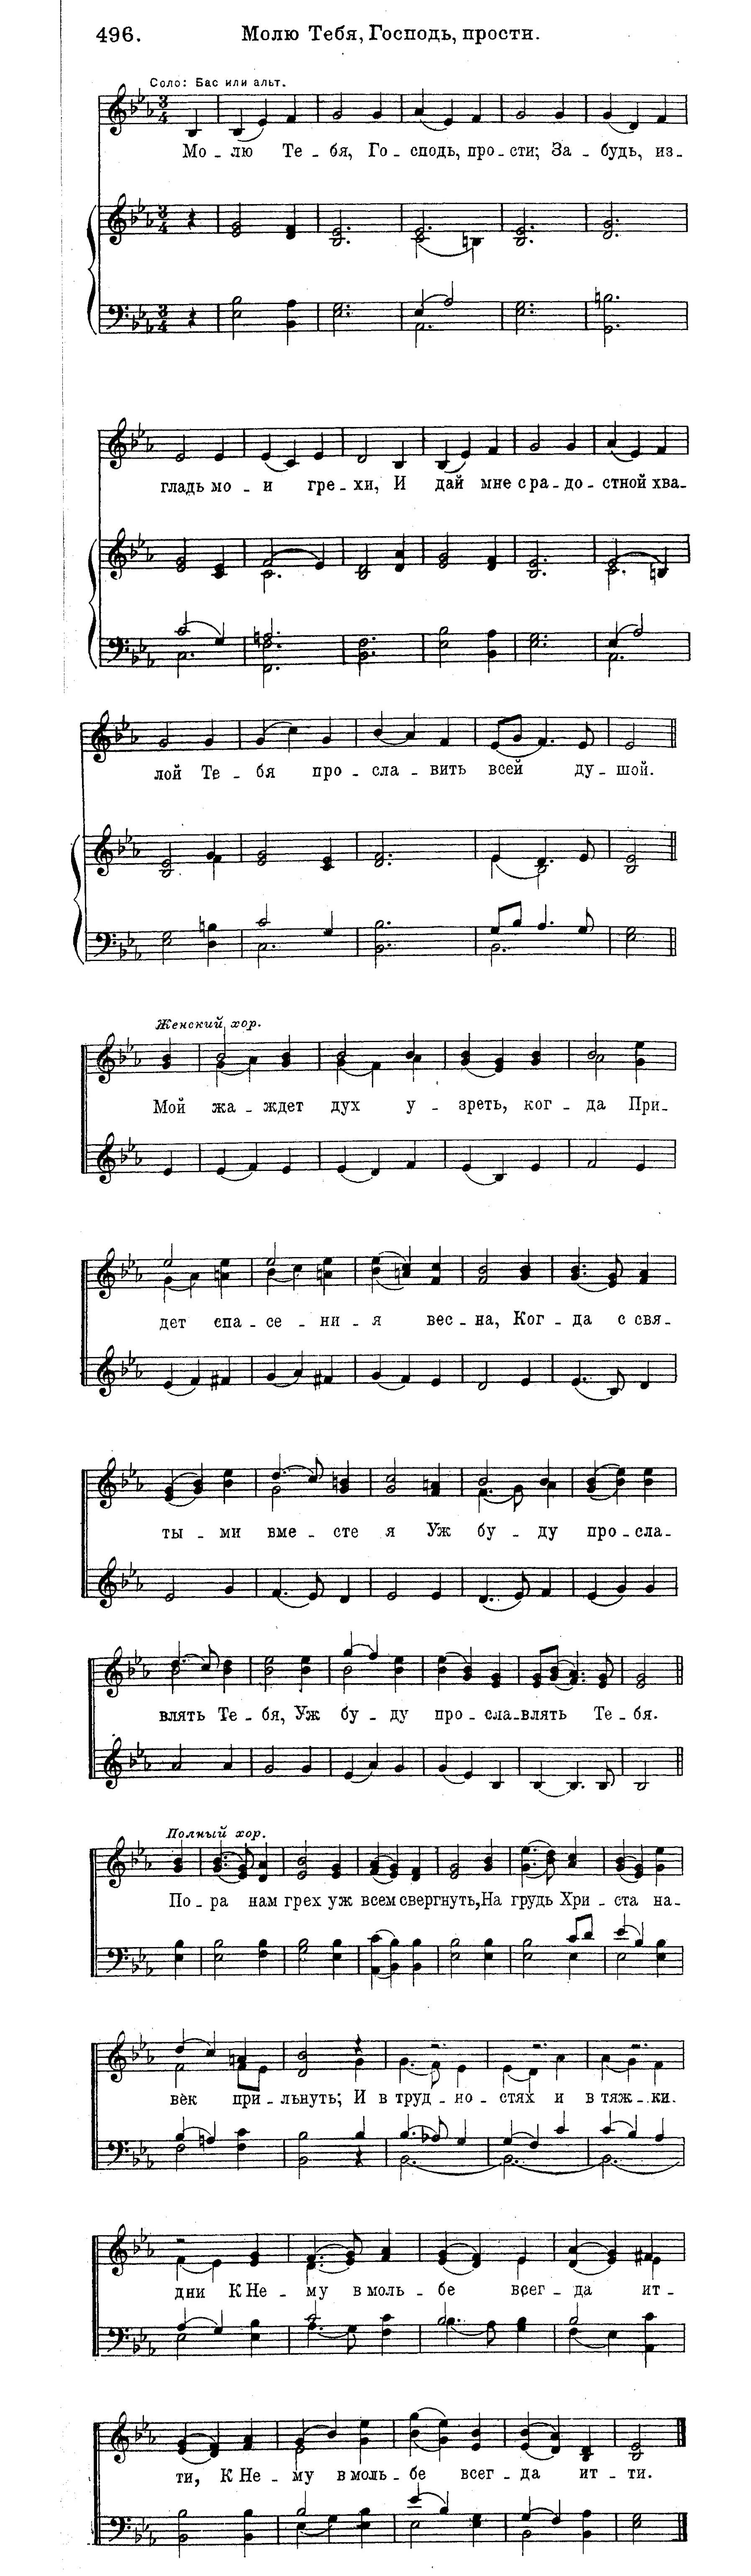 496. Молю Тебя, Господь, прости.
Соло: Бас или альт.
Мо - лю Те - бя, Го - сподь, про - сти; За - будь, из -
гладь мо - и гре - хи, И дай мне с ра - до - стной хва -
лой Те - бя про - сла - вить всей ду - шой.
Женский хор.
Мой жа - ждет дух у - зреть, ког - да При -
дет спа - се - ни - я вес - на, Ког - да с свя -
ты - ми вме - сте я Уж бу - ду про - сла -
влять Те - бя, Уж бу - ду про - сла - влять Те - бя.
Полный хор.
По - ра нам грех уж всем свергнуть, На грудь Хри - ста на -
век при - льнуть; И в труд - но - стях и в тяж - ки.
дни К Не - му в моль - бе всег - да ит -
ти, К Не - му в моль - бе всег - да ит - ти.